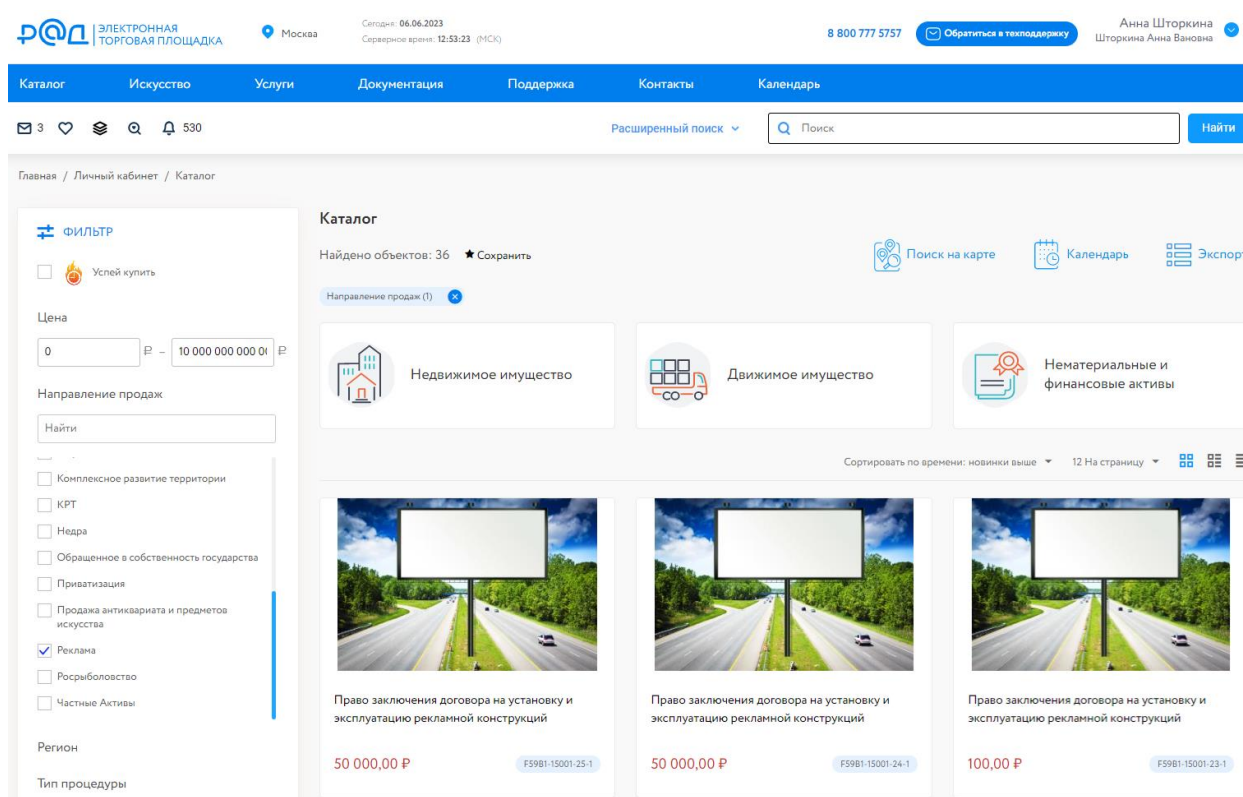 РАД ЭЛЕКТРОННАЯ ТОРГОВАЯ ПЛОЩАДКА
Москва
Сегодня: 06.06.2023
Серверное время: 12:53:23 (МСК)
8 800 777 5757
Обратиться в техподдержку
Анна Шторкина
Шторкина Анна Вановна
Каталог Искусство Услуги Документация Поддержка Контакты Календарь
3 530
Расширенный поиск
Поиск
Найти
Главная / Личный кабинет / Каталог
ФИЛЬТР
Успей купить
Цена
0 ₽ – 10 000 000 000 0 ₽
Направление продаж
Найти
Комплексное развитие территории
КРТ
Недра
Обращенное в собственность государства
Приватизация
Продажа антиквариата и предметов
искусства
Реклама
Росрыболовство
Частные Активы
Регион
Тип процедуры
Каталог
Найдено объектов: 36 ★ Сохранить
Поиск на карте Календарь Экспорт
Направление продаж (1)
Недвижимое имущество
Движимое имущество
Нематериальные и
финансовые активы
Сортировать по времени: новинки выше 12 На страницу
Право заключения договора на установку и
эксплуатацию рекламной конструкций
50 000,00 ₽ F59B1-15001-25-1
Право заключения договора на установку и
эксплуатацию рекламной конструкций
50 000,00 ₽ F59B1-15001-24-1
Право заключения договора на установку и
эксплуатацию рекламной конструкций
100,00 ₽ F59B1-15001-23-1